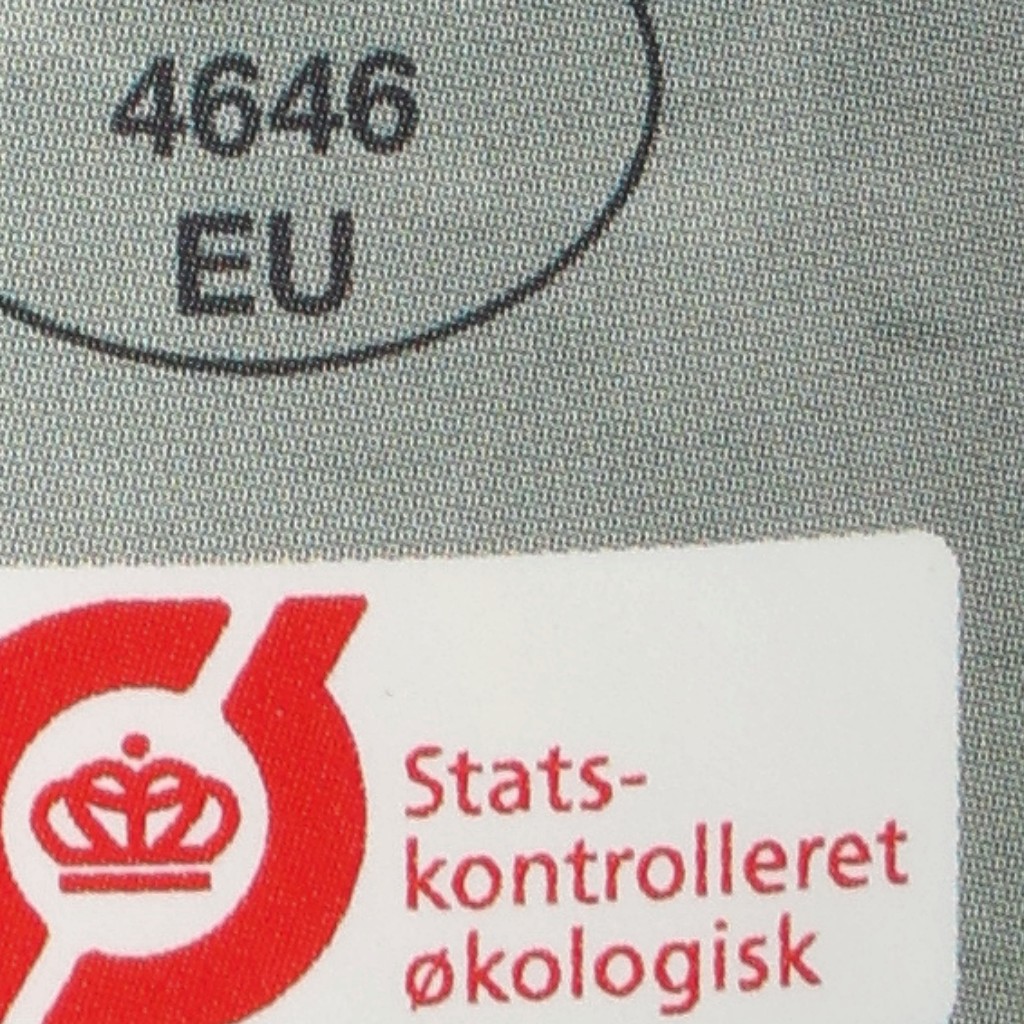 4646
EU
Stats-
kontrolleret
økologisk